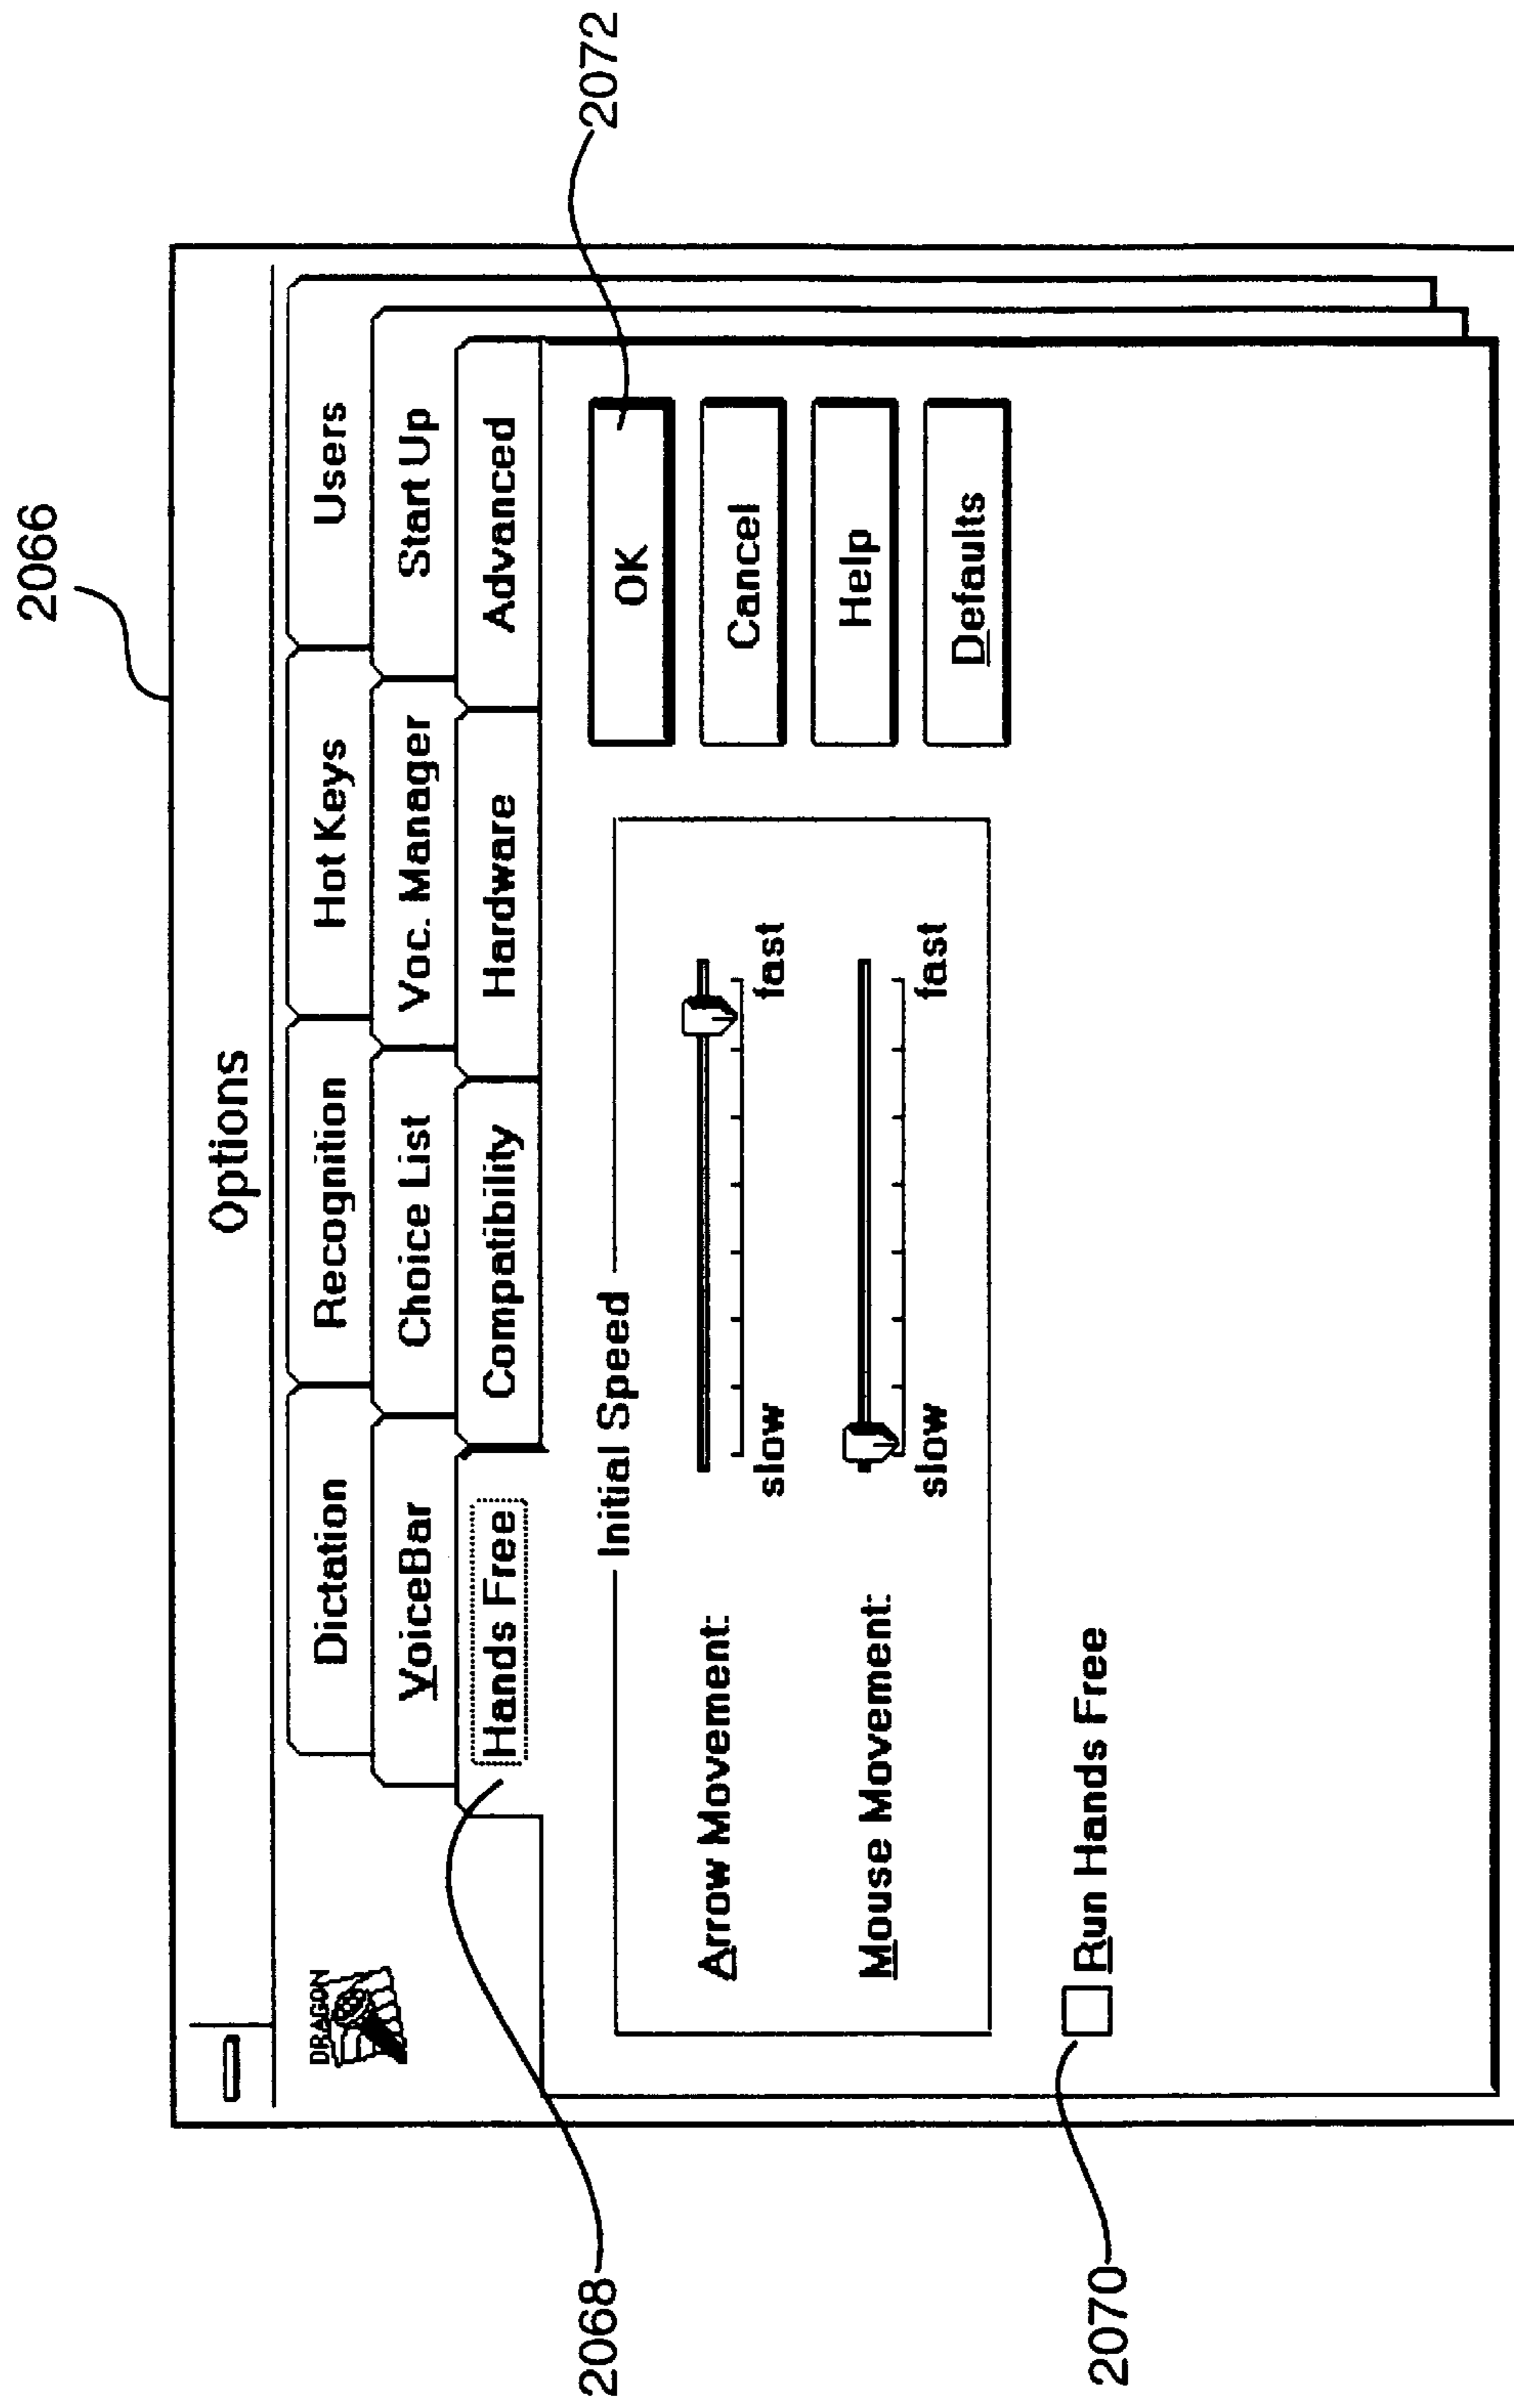 2066
Options
DRAGON
Dictation Recognition Hot Keys Users
VoiceBar Choice List Voc. Manager Start Up
Hands Free Compatibility Hardware Advanced
2072
2068
Initial Speed
OK
Arrow Movement:
slow fast
Cancel
Mouse Movement:
slow fast
Help
Defaults
2070
Run Hands Free